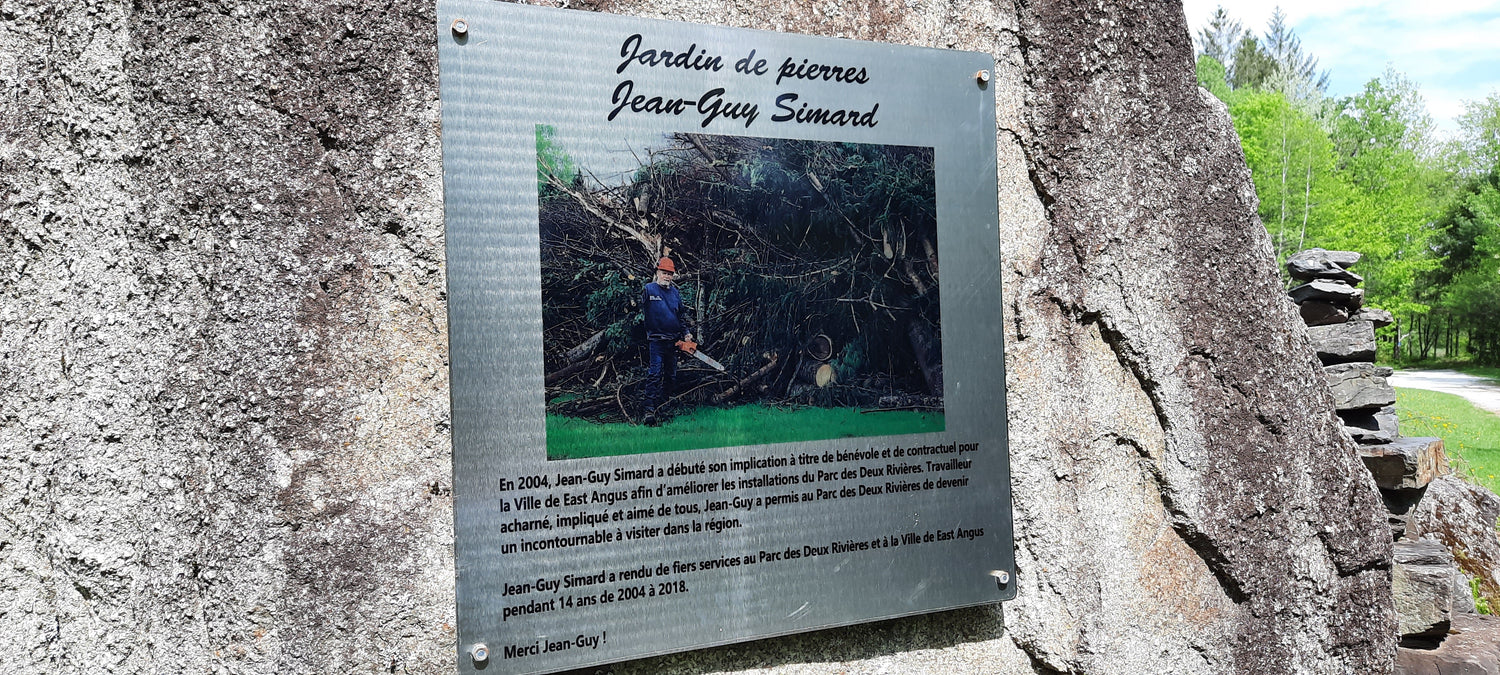 Jardin de pierres
Jean-Guy Simard
En 2004, Jean-Guy Simard a débuté son implication à titre de bénévole et de contractuel pour
la Ville de East Angus afin d'améliorer les installations du Parc des Deux Rivières. Travailleur
acharné, impliqué et aimé de tous, Jean-Guy a permis au Parc des Deux Rivières de devenir
un incontournable à visiter dans la région.
Jean-Guy Simard a rendu de fiers services au Parc des Deux Rivières et à la Ville de East Angus
pendant 14 ans de 2004 à 2018.
Merci Jean-Guy !